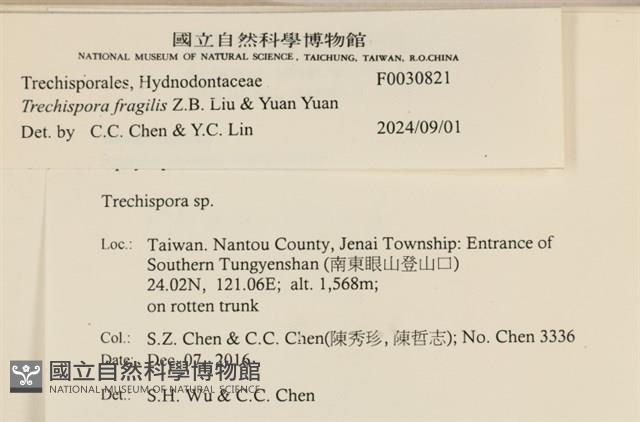 國立自然科學博物館
NATIONAL MUSEUM OF NATURAL SCIENCE, TAICHUNG, TAIWAN, R.O.CHINA
Trechisporales, Hydnodontaceae F0030821
Trechispora fragilis Z.B. Liu & Yuan Yuan
Det. by C.C. Chen & Y.C. Lin 2024/09/01
Trechispora sp.
Loc.: Taiwan. Nantou County, Jenai Township: Entrance of
Southern Tungyenshan (南東眼山登山口)
24.02N, 121.06E; alt. 1,568m;
on rotten trunk
Col.: S.Z. Chen & C.C. Chen(陳秀珍, 陳哲志); No. Chen 3336
Date: Dec. 07, 2016
國立自然科學博物館
NATIONAL MUSEUM OF NATURAL SCIENCE
Det.: S.H. Wu & C.C. Chen